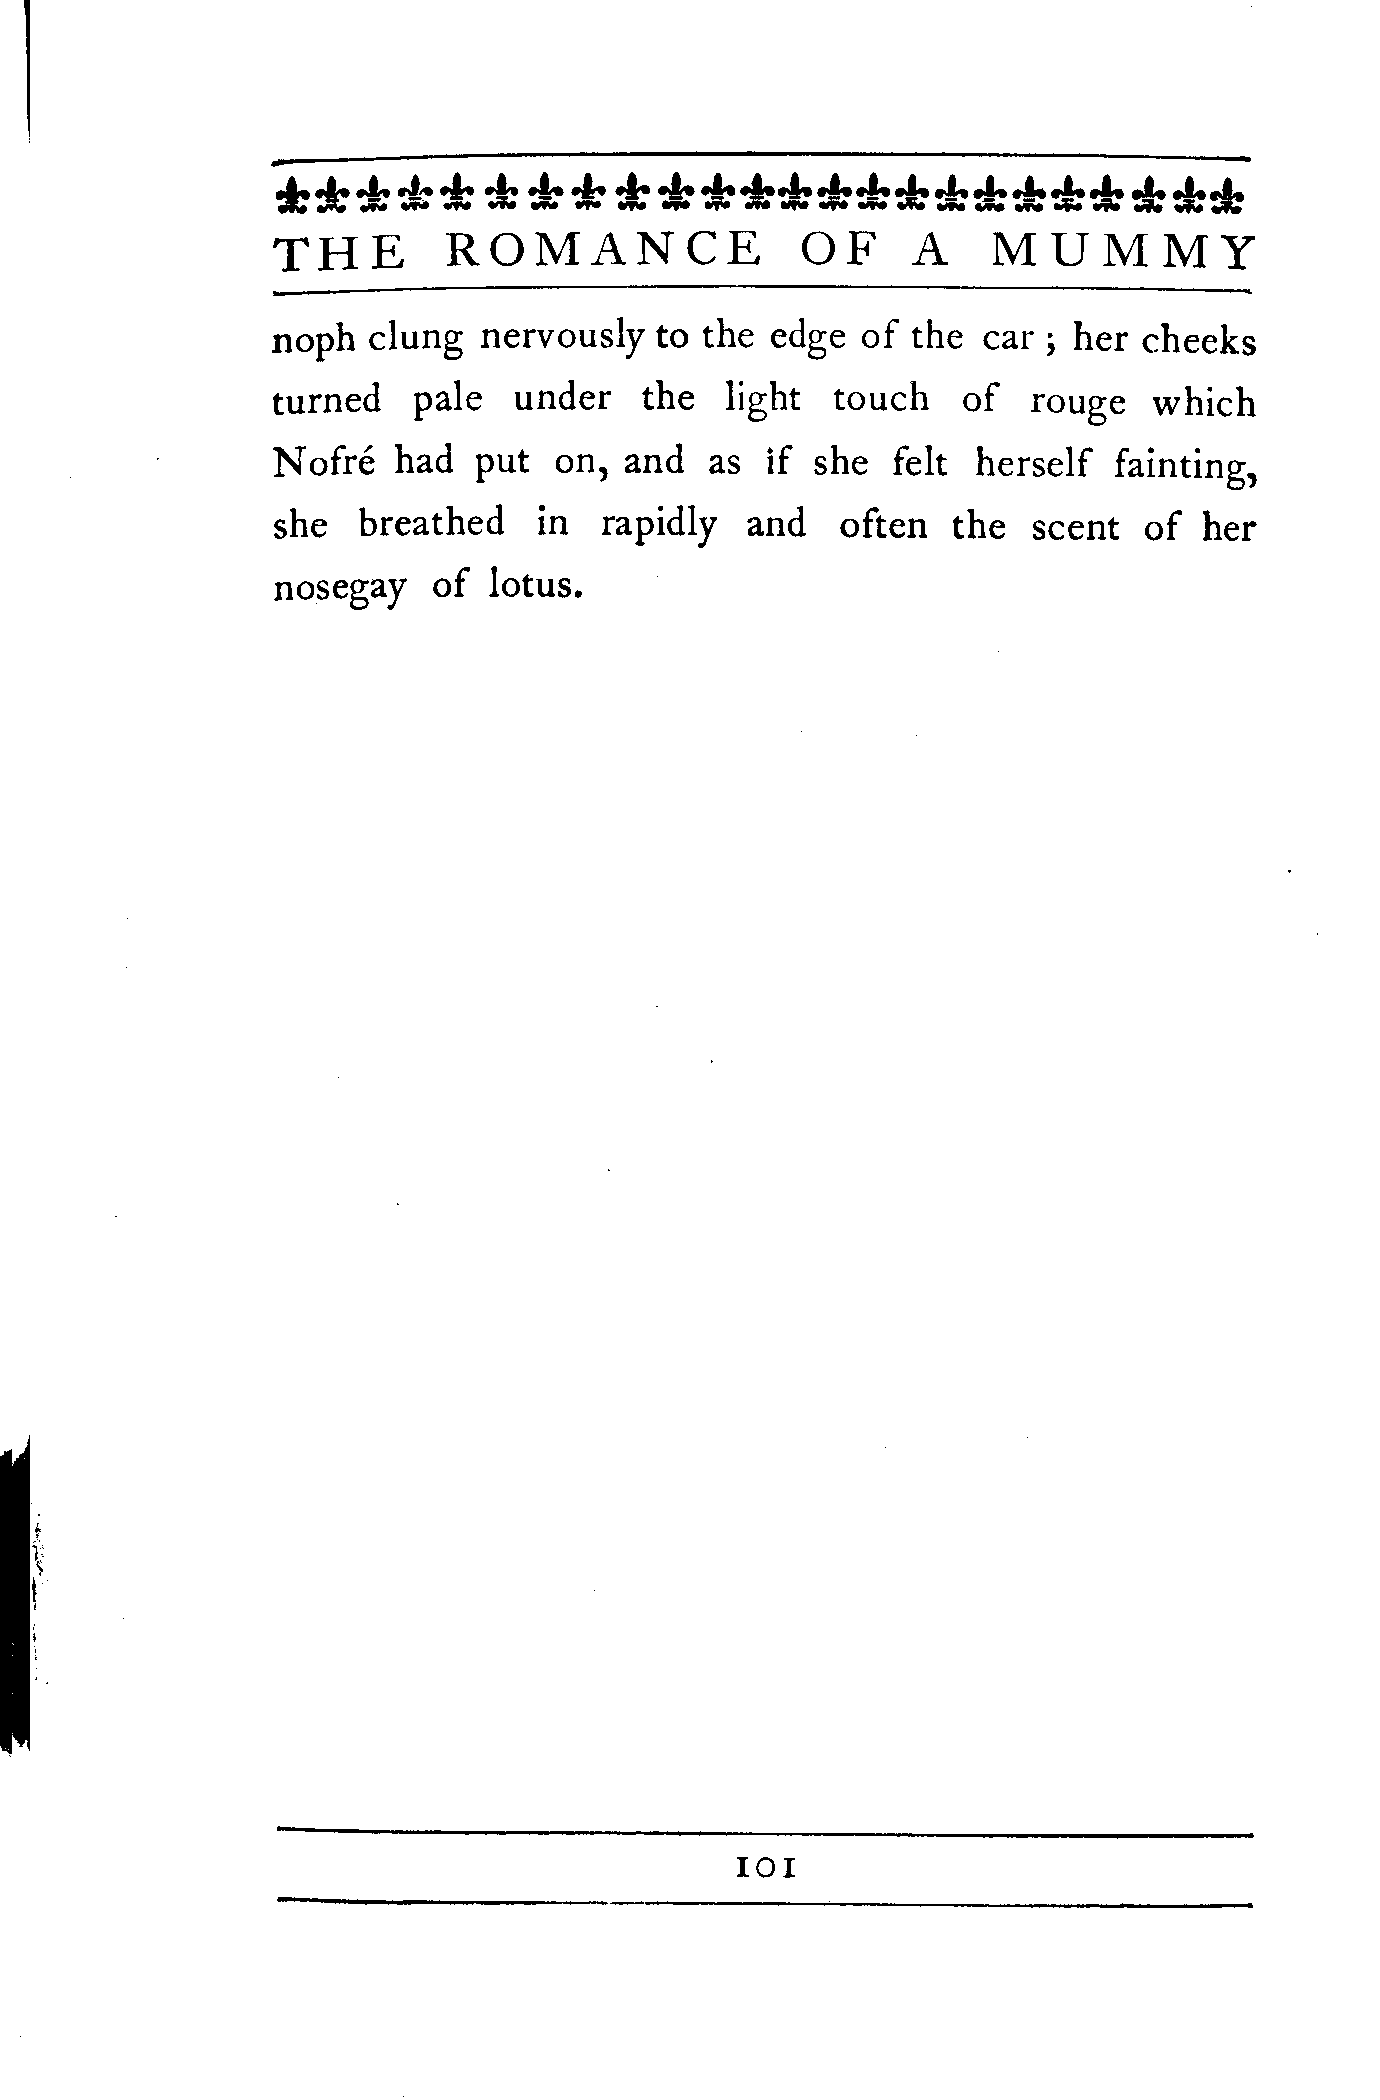 THE ROMANCE OF A MUMMY
noph clung nervously to the edge of the car ; her cheeks
turned pale under the light touch of rouge which
Nofré had put on, and as if she felt herself fainting,
she breathed in rapidly and often the scent of her
nosegay of lotus.
101